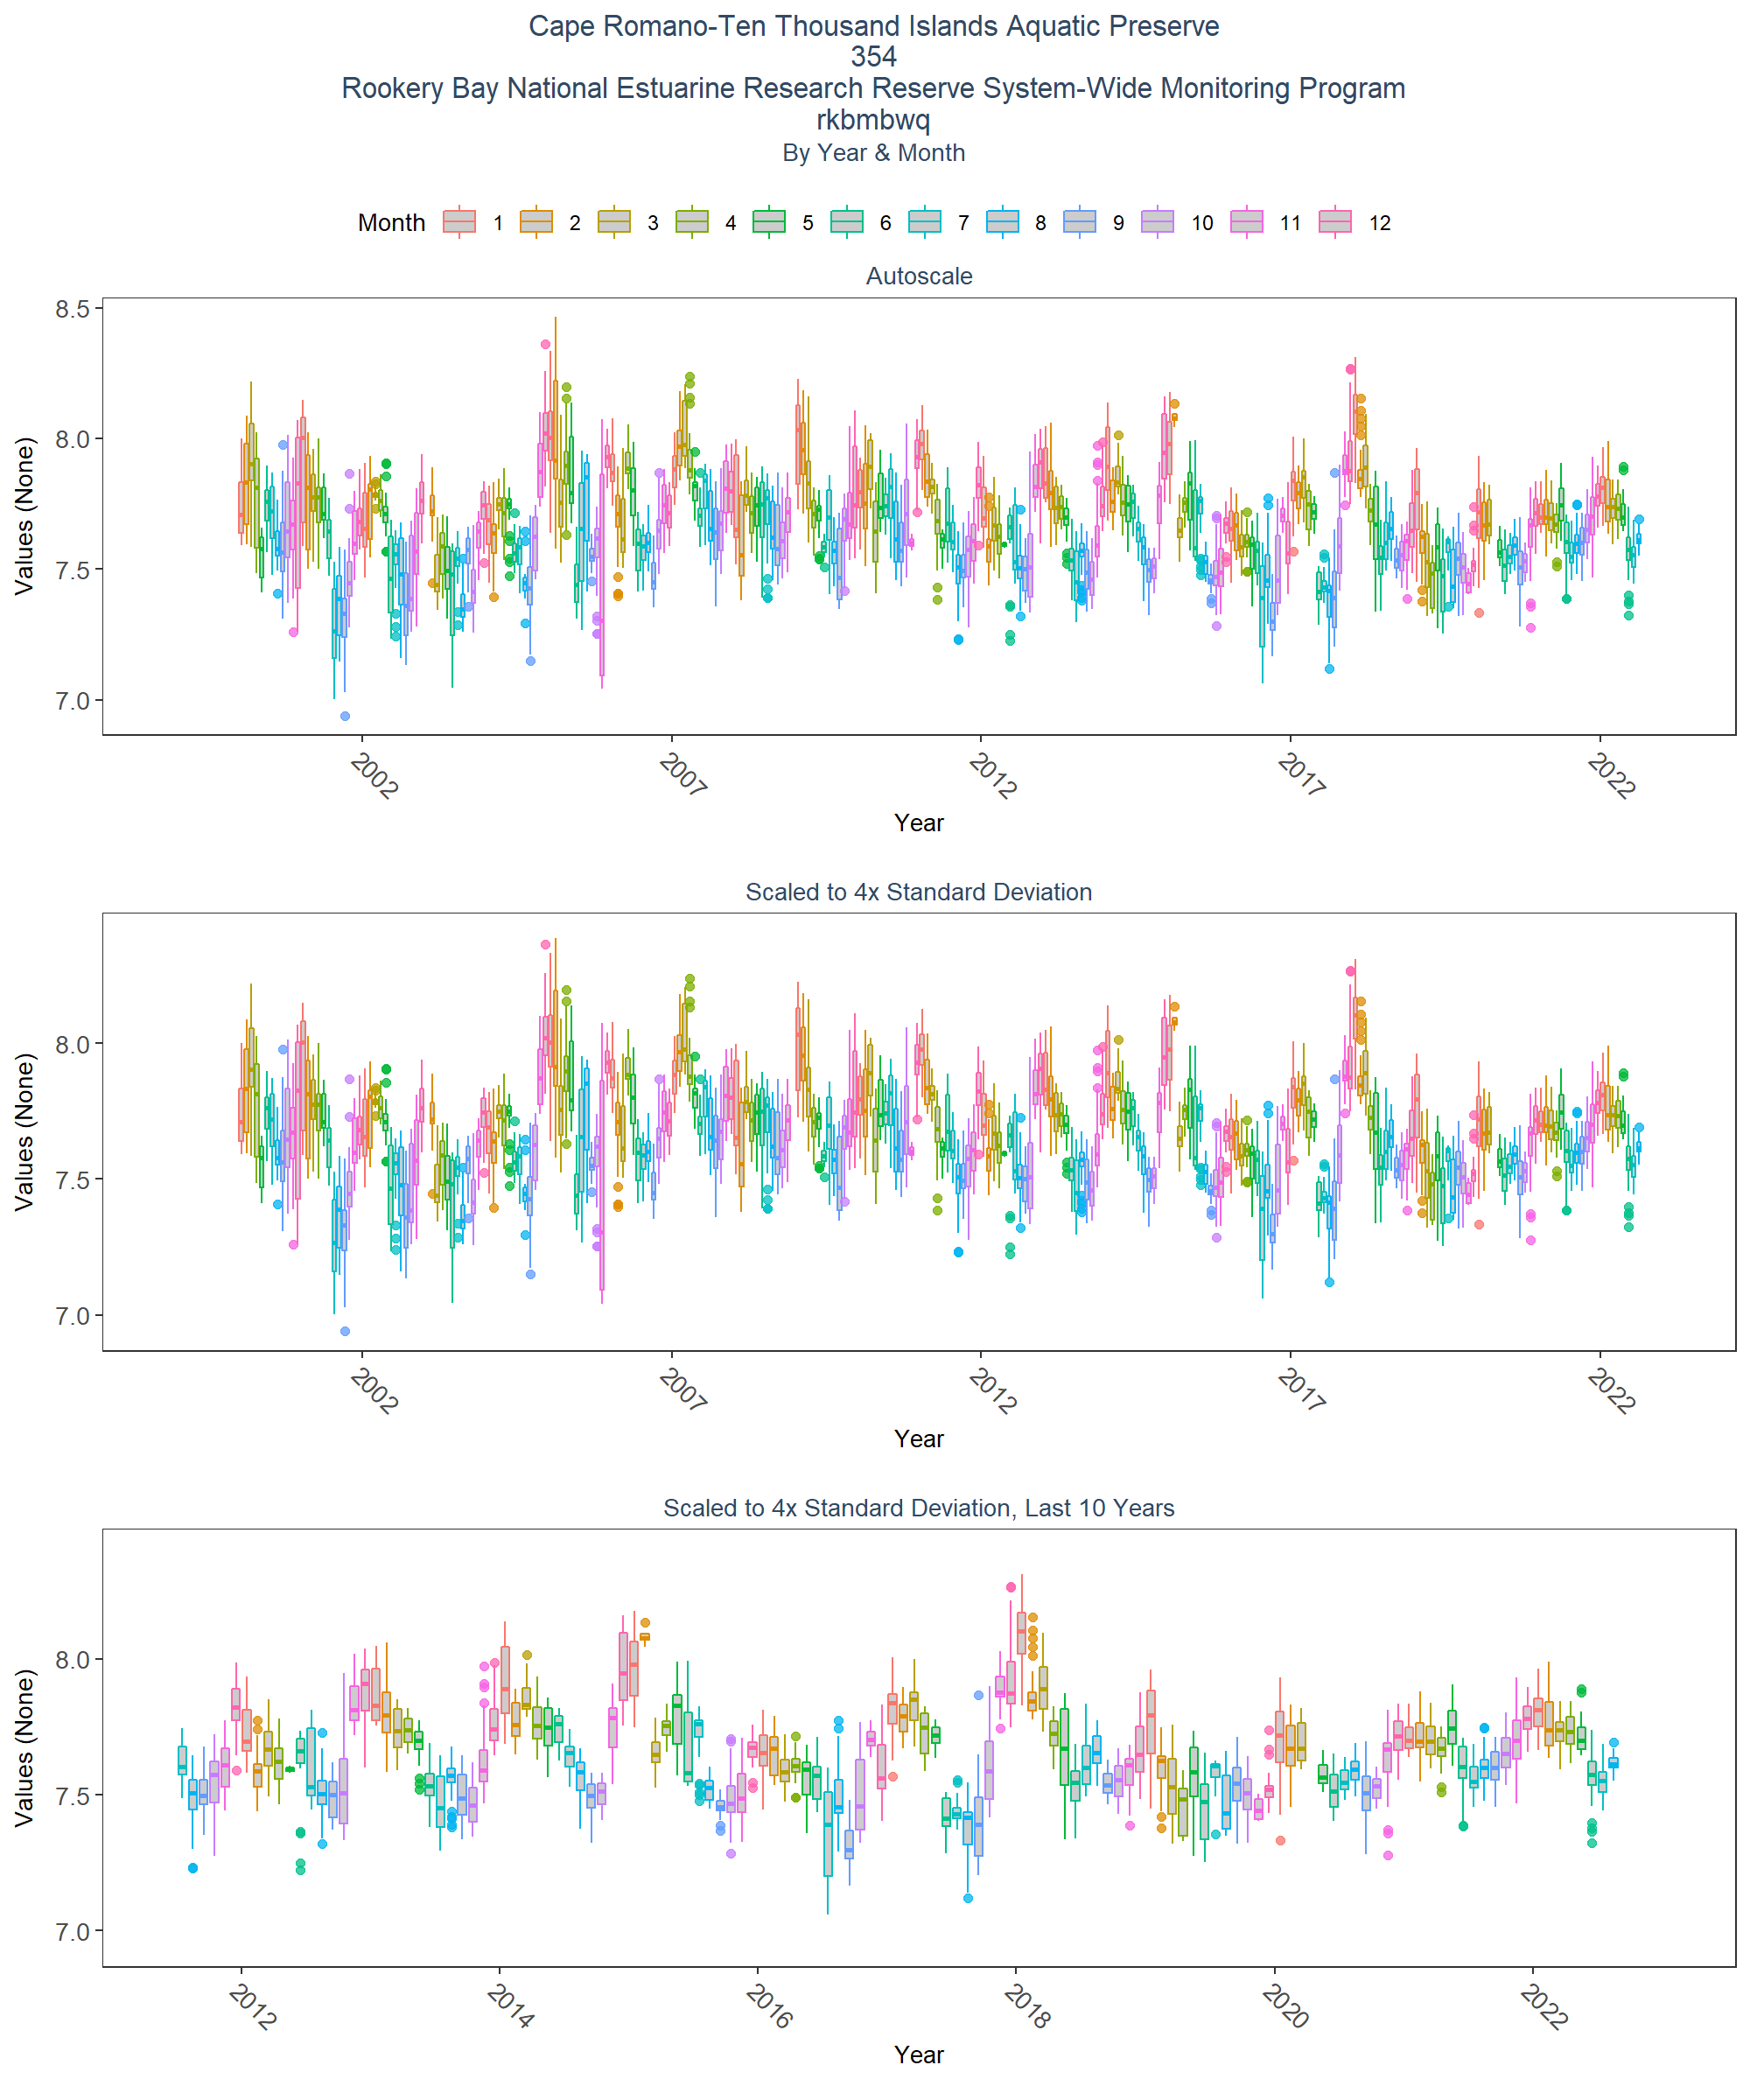 Cape Romano-Ten Thousand Islands Aquatic Preserve
354
Rookery Bay National Estuarine Research Reserve System-Wide Monitoring Program
rkbmbwq
By Year & Month
Month 1 2 3 4 5 6 7 8 9 10 11 12
Autoscale
Values (None)
8.5
8.0
7.5
7.0
2002 2007 2012 2017 2022
Year
Scaled to 4x Standard Deviation
Values (None)
8.0
7.5
7.0
2002 2007 2012 2017 2022
Year
Scaled to 4x Standard Deviation, Last 10 Years
Values (None)
8.0
7.5
7.0
2012 2014 2016 2018 2020 2022
Year